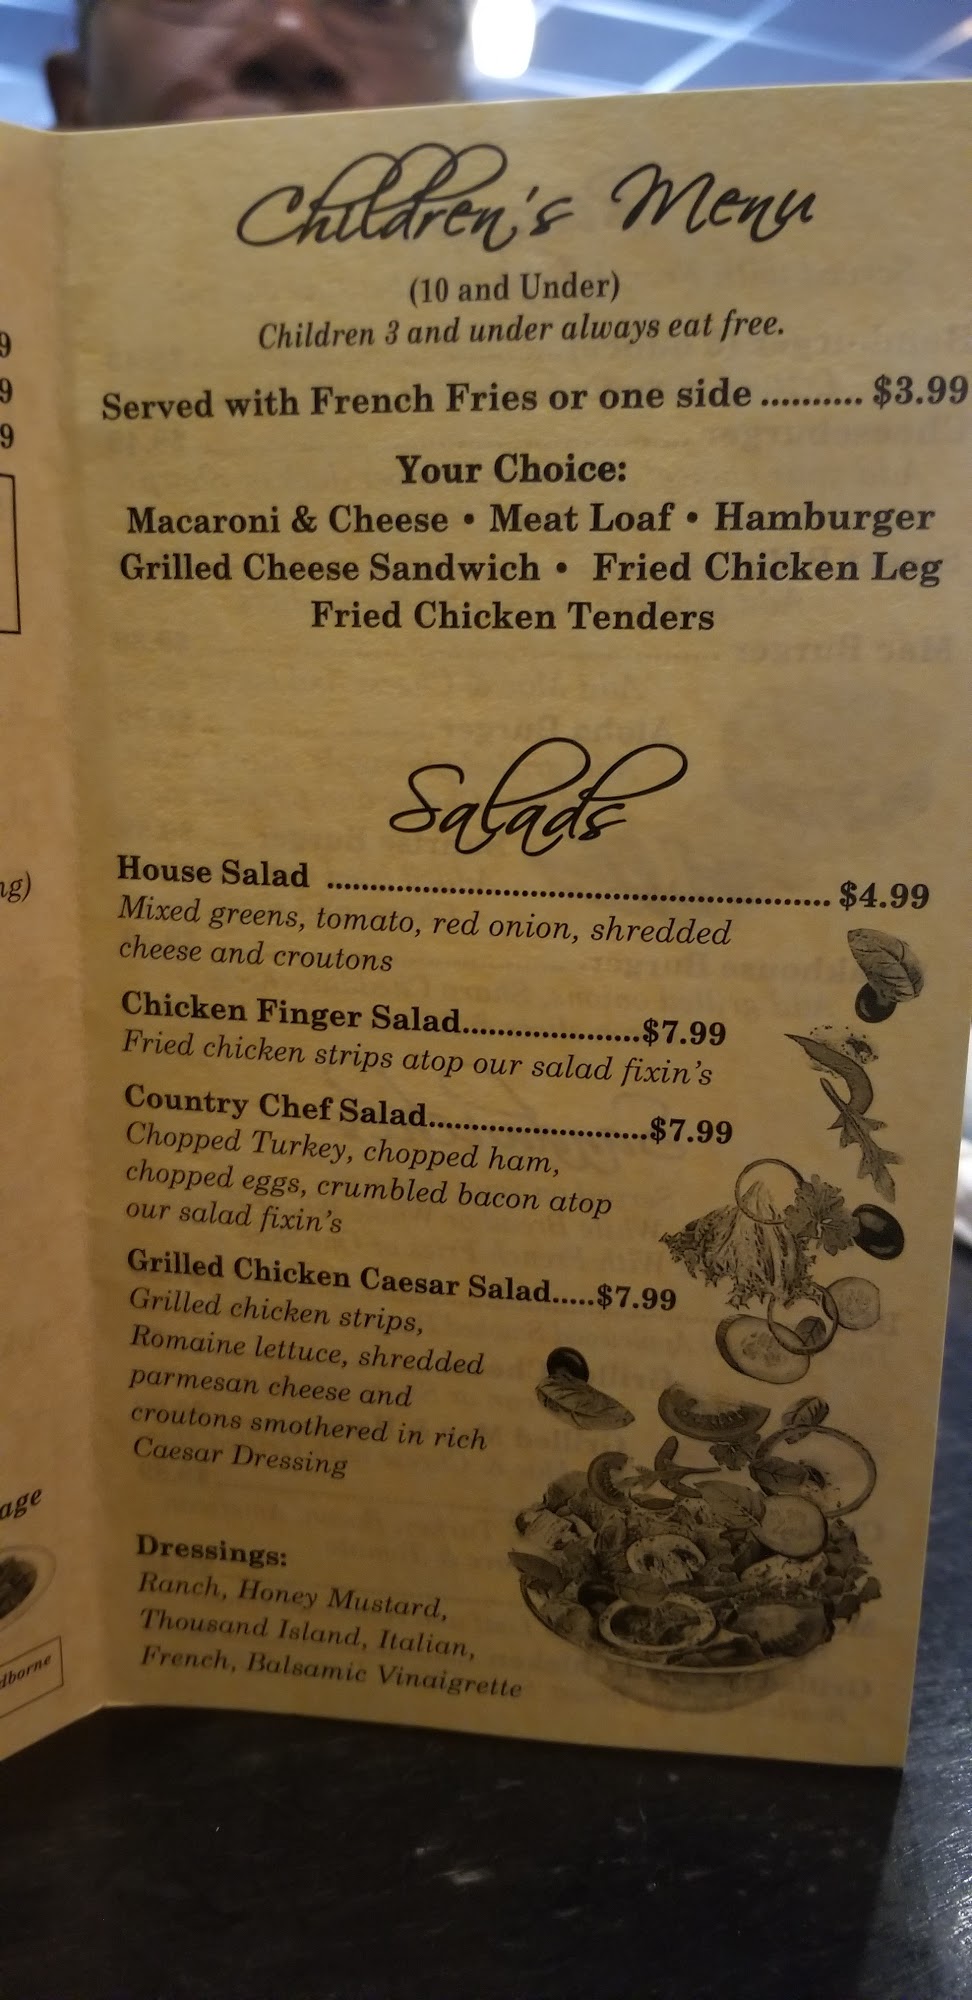 Children's Menu
(10 and Under)
Children 3 and under always eat free.
Served with French Fries or one side .......... $3.99
Your Choice:
Macaroni & Cheese • Meat Loaf • Hamburger
Grilled Cheese Sandwich • Fried Chicken Leg
Fried Chicken Tenders
Salads
House Salad .......................................................... $4.99
Mixed greens, tomato, red onion, shredded
cheese and croutons
Chicken Finger Salad....................$7.99
Fried chicken strips atop our salad fixin's
Country Chef Salad.........................$7.99
Chopped Turkey, chopped ham,
chopped eggs, crumbled bacon atop
our salad fixin's
Grilled Chicken Caesar Salad.....$7.99
Grilled chicken strips,
Romaine lettuce, shredded
parmesan cheese and
croutons smothered in rich
Caesar Dressing
Dressings:
Ranch, Honey Mustard,
Thousand Island, Italian,
French, Balsamic Vinaigrette